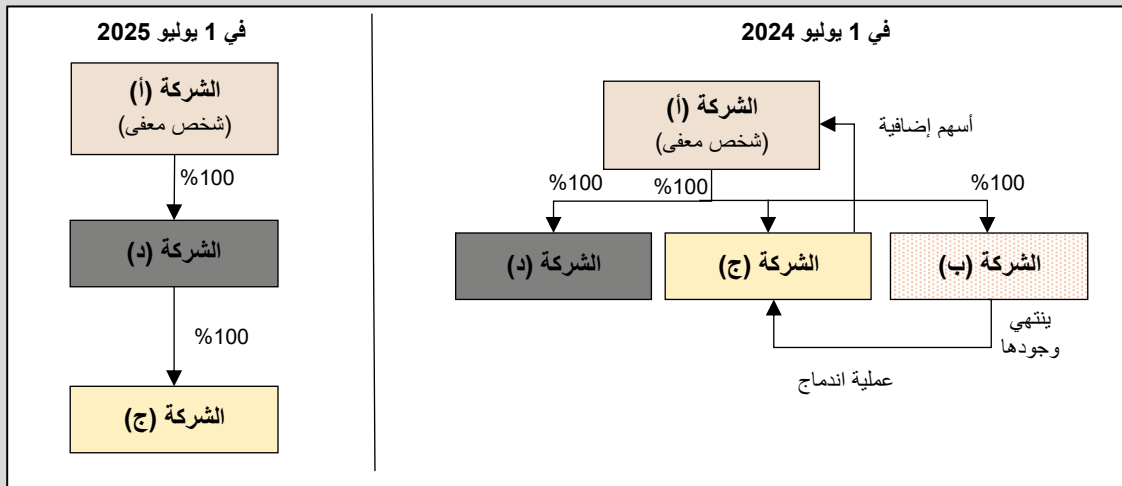 في 1 يوليو 2024
الشركة (أ)
(شخص معفى)
أسهم إضافية
%100
%100
%100
الشركة (ب)
الشركة (ج)
الشركة (د)
ينتهي
وجودها
عملية اندماج
في 1 يوليو 2025
الشركة (أ)
(شخص معفى)
%100
الشركة (د)
%100
الشركة (ج)